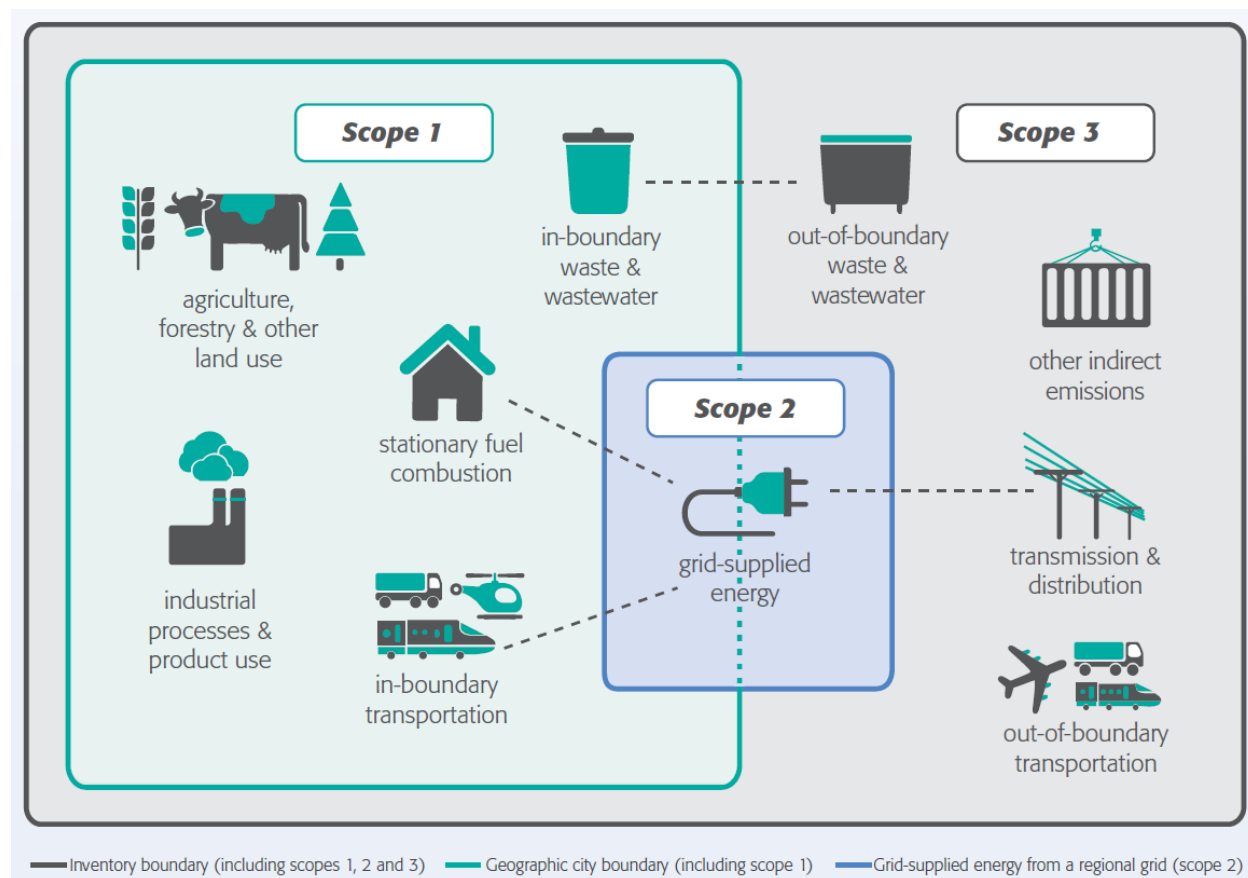 Scope 1
Scope 3
in-boundary
waste &
wastewater
out-of-boundary
waste &
wastewater
agriculture,
forestry & other
land use
other indirect
emissions
Scope 2
stationary fuel
combustion
grid-supplied
energy
transmission &
distribution
industrial
processes &
product use
in-boundary
transportation
out-of-boundary
transportation
Inventory boundary (including scopes 1, 2 and 3)
Geographic city boundary (including scope 1)
Grid-supplied energy from a regional grid (scope 2)